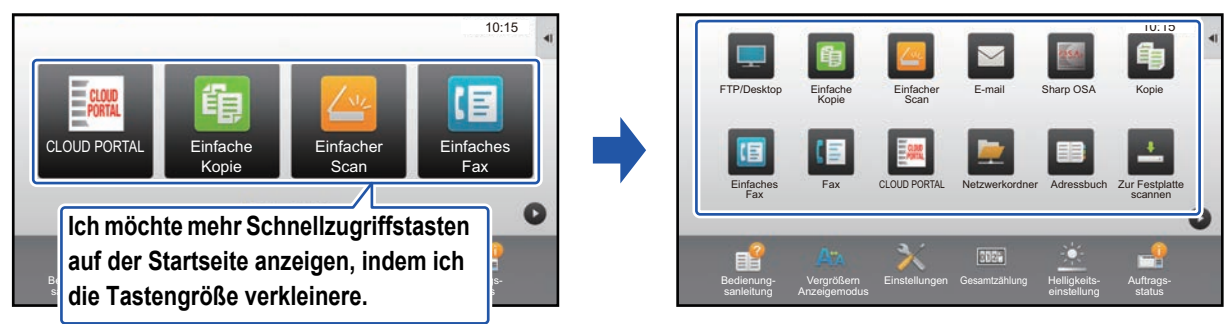 10:15
CLOUD PORTAL
CLOUD PORTAL
Einfache
Kopie
Einfacher
Scan
Einfaches
Fax
Ich möchte mehr Schnellzugriffstasten
auf der Startseite anzeigen, indem ich
die Tastengröße verkleinere.
10:15
FTP/Desktop
Einfache
Kopie
Einfacher
Scan
E-mail
Sharp OSA
Kopie
Einfaches
Fax
Fax
CLOUD PORTAL
Netzwerkordner
Adressbuch
Zur Festplatte
scannen
Bedienung-
sanleitung
Vergrößern
Anzeigemodus
Einstellungen
Gesamtzählung
Helligkeits-
einstellung
Auftrags-
status